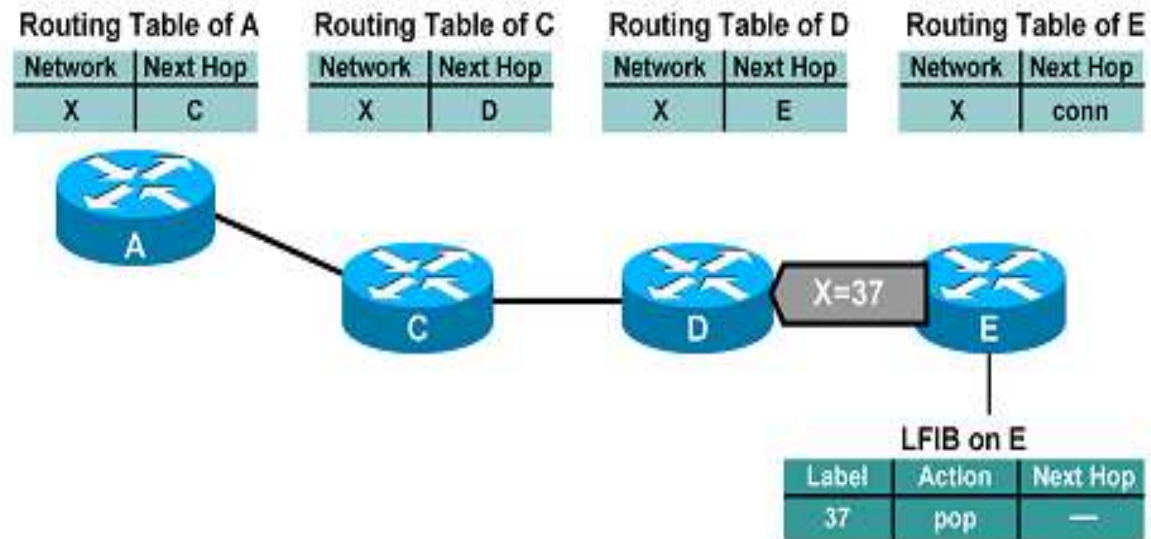 Routing Table of A Routing Table of C Routing Table of D Routing Table of E
Network Next Hop Network Next Hop Network Next Hop Network Next Hop
X C X D X E X conn
A
C
D
X=37
E
LFIB on E
Label Action Next Hop
37 pop —